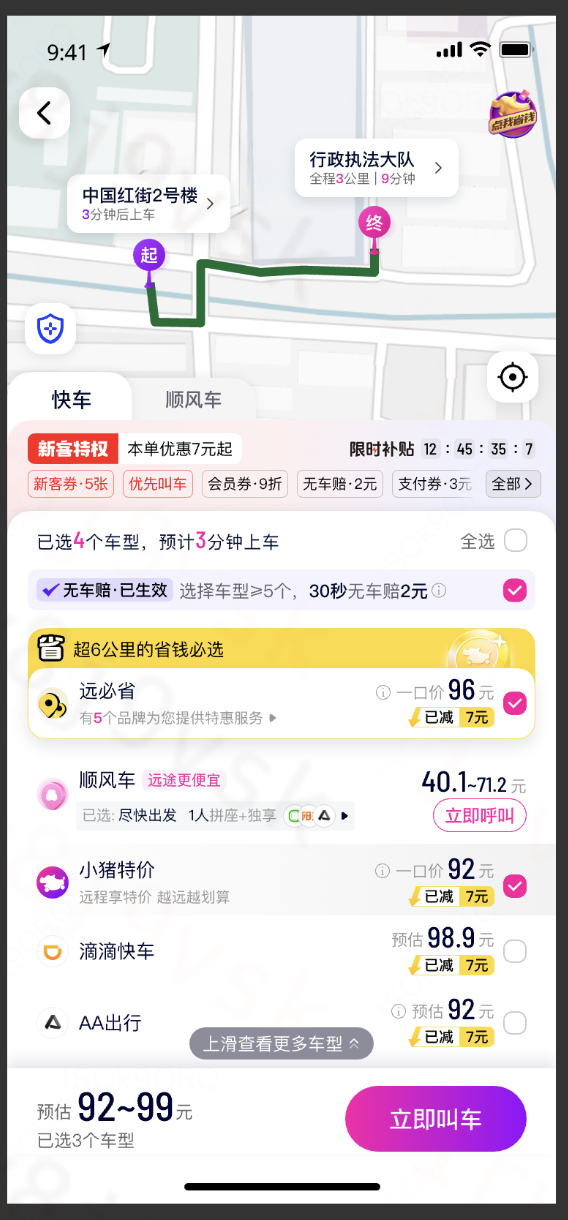 9:41
点我省钱
行政执法大队
全程3公里 | 9分钟
中国红街2号楼
3分钟后上车
终
起
快车
顺风车
新客特权 本单优惠7元起
限时补贴 12 : 45 : 35 : 7
新客券·5张 优先叫车 会员券·9折 无车赔·2元 支付券·3元 全部
已选4个车型，预计3分钟上车
全选
无车赔·已生效 选择车型≥5个，30秒无车赔2元
省 超6公里的省钱必选
远必省
一口价 96 元
有5个品牌为您提供特惠服务
已减 7元
顺风车 远途更便宜
40.1~71.2 元
已选: 尽快出发 1人拼座+独享
立即呼叫
小猪特价
一口价 92 元
远程享特价 越远越划算
已减 7元
滴滴快车
预估 98.9 元
已减 7元
AA出行
预估 92 元
已减 7元
上滑查看更多车型
预估 92~99元
已选3个车型
立即叫车